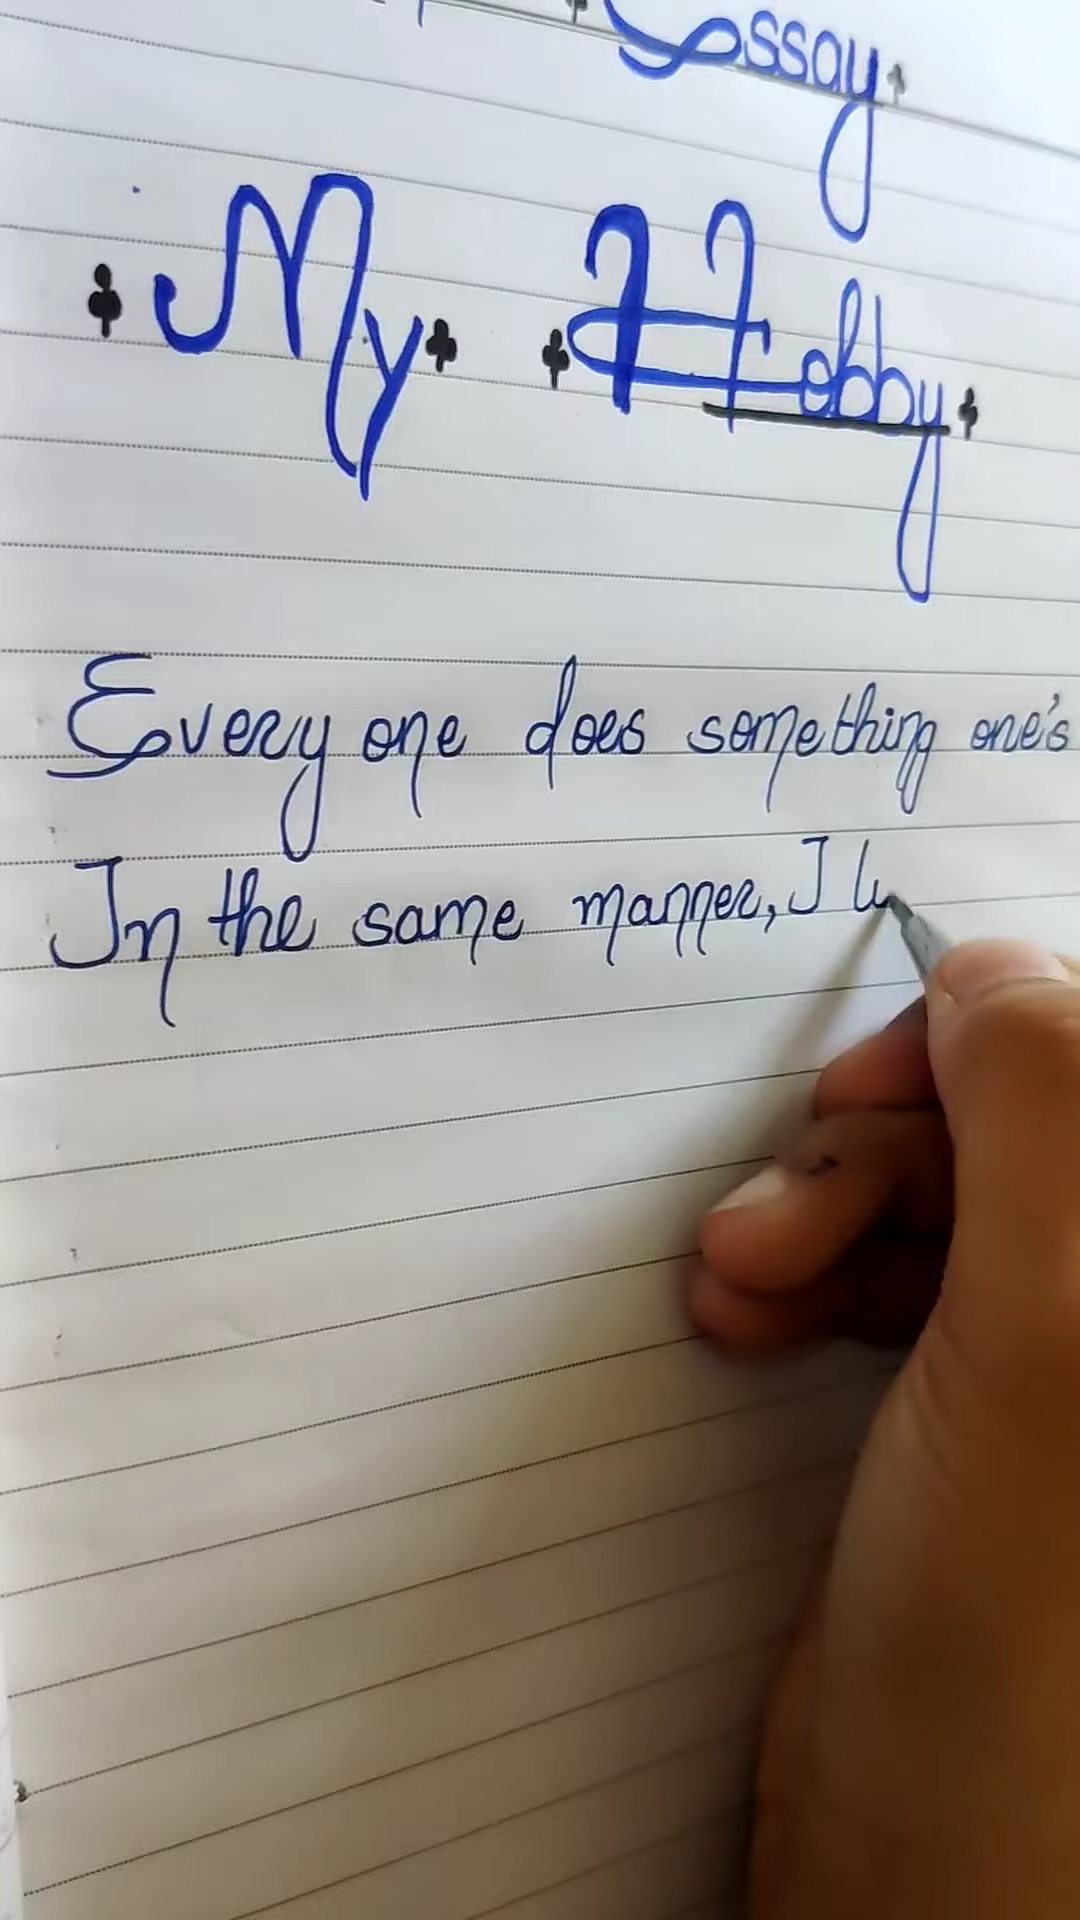 Essay
My Hobby
Every one does something one's
In the same manner, I